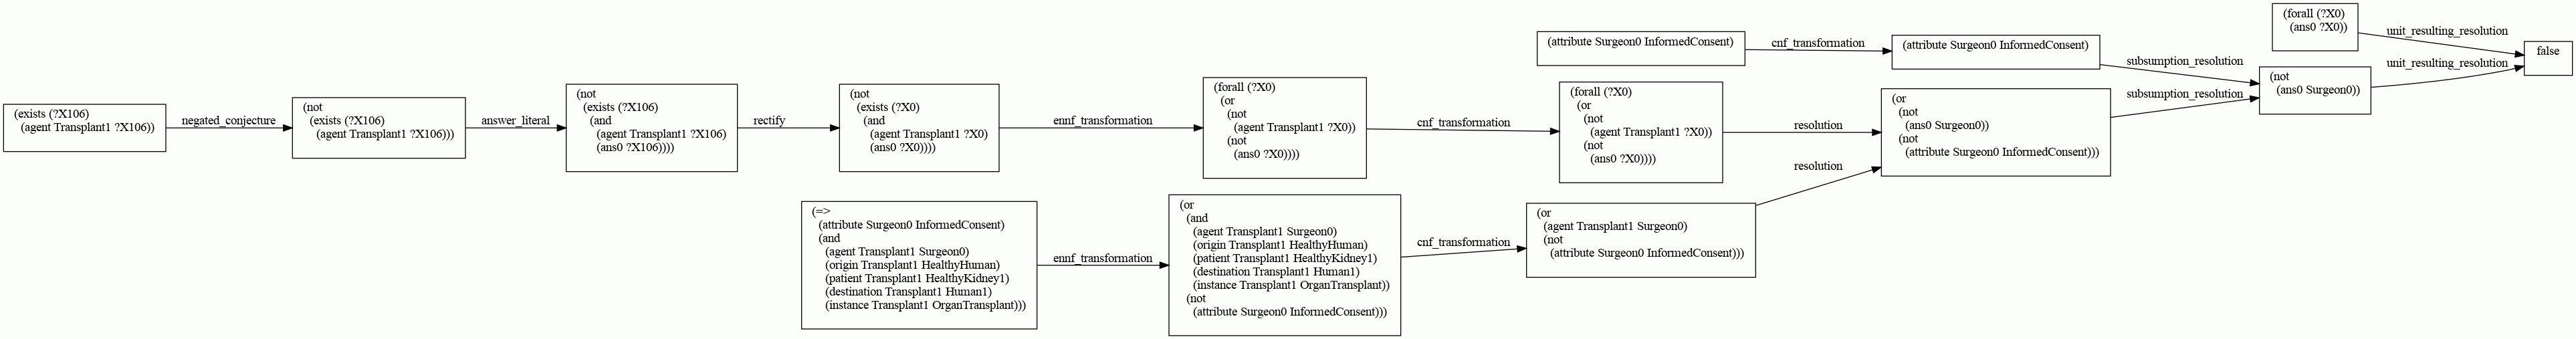 (exists (?X106)
(agent Transplant1 ?X106))
negated_conjecture
(not
(exists (?X106)
(agent Transplant1 ?X106)))
answer_literal
(not
(exists (?X106)
(and
(agent Transplant1 ?X106)
(ans0 ?X106))))
rectify
(not
(exists (?X0)
(and
(agent Transplant1 ?X0)
(ans0 ?X0))))
ennf_transformation
(forall (?X0)
(or
(not
(agent Transplant1 ?X0))
(not
(ans0 ?X0))))
cnf_transformation
(forall (?X0)
(or
(not
(agent Transplant1 ?X0))
(not
(ans0 ?X0))))
resolution
(=>
(attribute Surgeon0 InformedConsent)
(and
(agent Transplant1 Surgeon0)
(origin Transplant1 HealthyHuman)
(patient Transplant1 HealthyKidney1)
(destination Transplant1 Human1)
(instance Transplant1 OrganTransplant)))
ennf_transformation
(or
(and
(agent Transplant1 Surgeon0)
(origin Transplant1 HealthyHuman)
(patient Transplant1 HealthyKidney1)
(destination Transplant1 Human1)
(instance Transplant1 OrganTransplant))
(not
(attribute Surgeon0 InformedConsent)))
cnf_transformation
(or
(agent Transplant1 Surgeon0)
(not
(attribute Surgeon0 InformedConsent)))
resolution
(or
(not
(ans0 Surgeon0))
(not
(attribute Surgeon0 InformedConsent)))
subsumption_resolution
(attribute Surgeon0 InformedConsent)
cnf_transformation
(attribute Surgeon0 InformedConsent)
subsumption_resolution
(not
(ans0 Surgeon0))
unit_resulting_resolution
(forall (?X0)
(ans0 ?X0))
unit_resulting_resolution
false